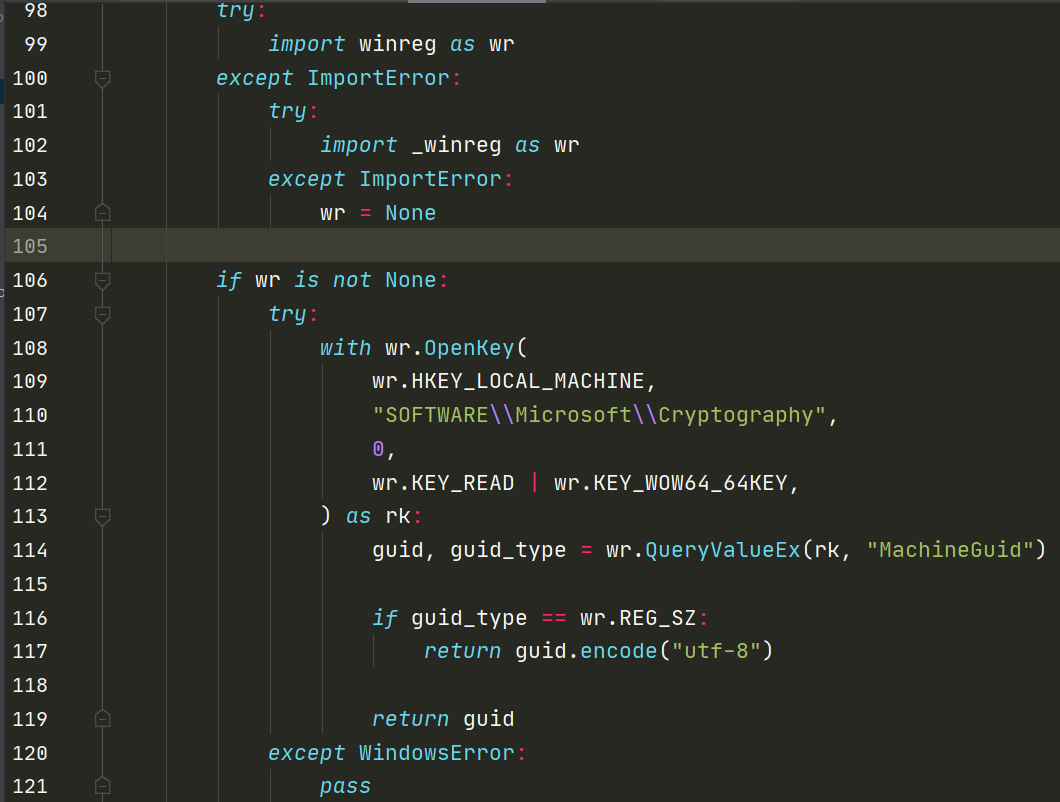 98 try:
99 import winreg as wr
100 except ImportError:
101 try:
102 import _winreg as wr
103 except ImportError:
104 wr = None
105
106 if wr is not None:
107 try:
108 with wr.OpenKey(
109 wr.HKEY_LOCAL_MACHINE,
110 "SOFTWARE\\Microsoft\\Cryptography",
111 0,
112 wr.KEY_READ | wr.KEY_WOW64_64KEY,
113 ) as rk:
114 guid, guid_type = wr.QueryValueEx(rk, "MachineGuid")
115
116 if guid_type == wr.REG_SZ:
117 return guid.encode("utf-8")
118
119 return guid
120 except WindowsError:
121 pass